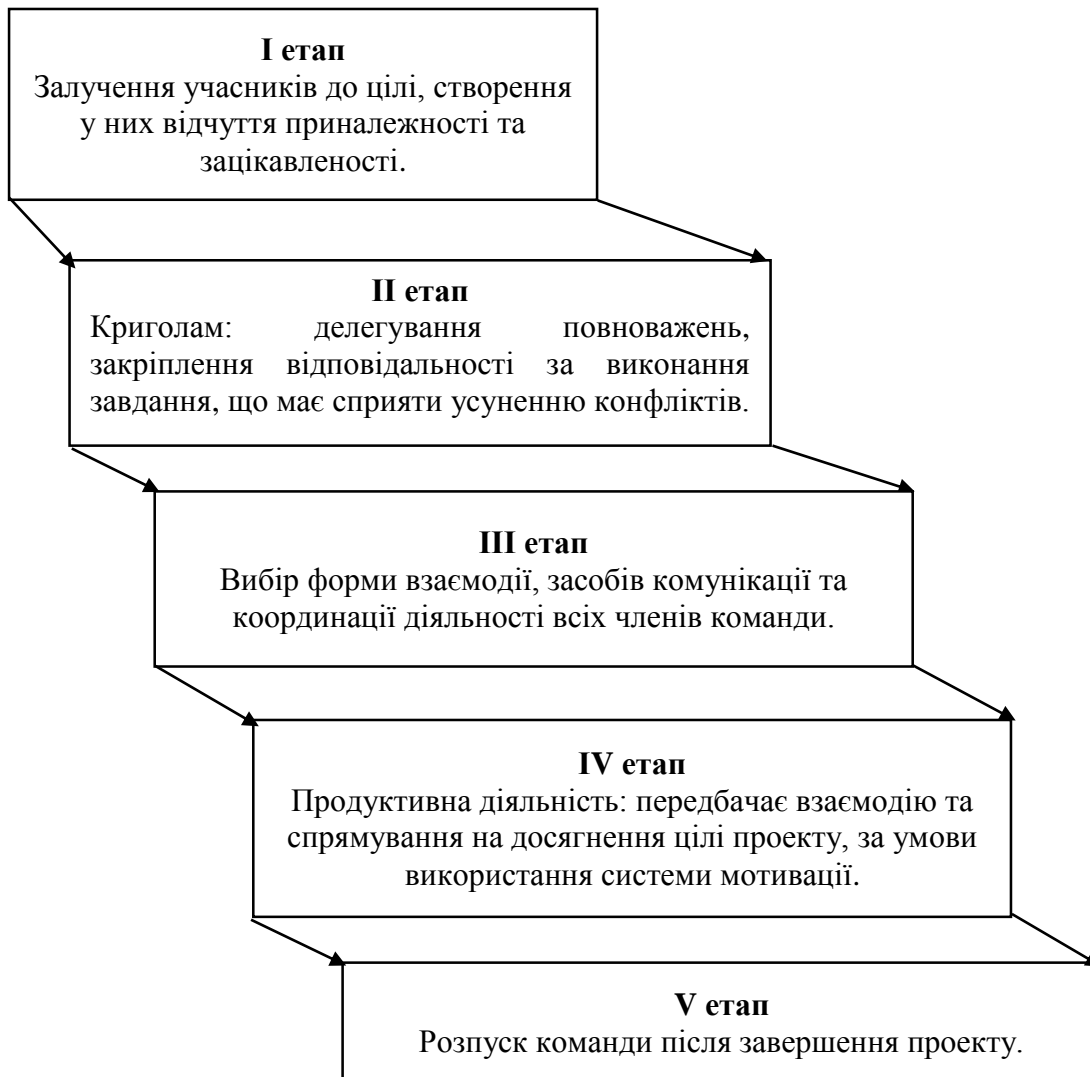 I етап
Залучення учасників до цілі, створення
у них відчуття приналежності та
зацікавленості.
II етап
Криголам: делегування повноважень,
закріплення відповідальності за виконання
завдання, що має сприяти усуненню конфліктів.
III етап
Вибір форми взаємодії, засобів комунікації та
координації діяльності всіх членів команди.
IV етап
Продуктивна діяльність: передбачає взаємодію та
спрямування на досягнення цілі проекту, за умови
використання системи мотивації.
V етап
Розпуск команди після завершення проекту.